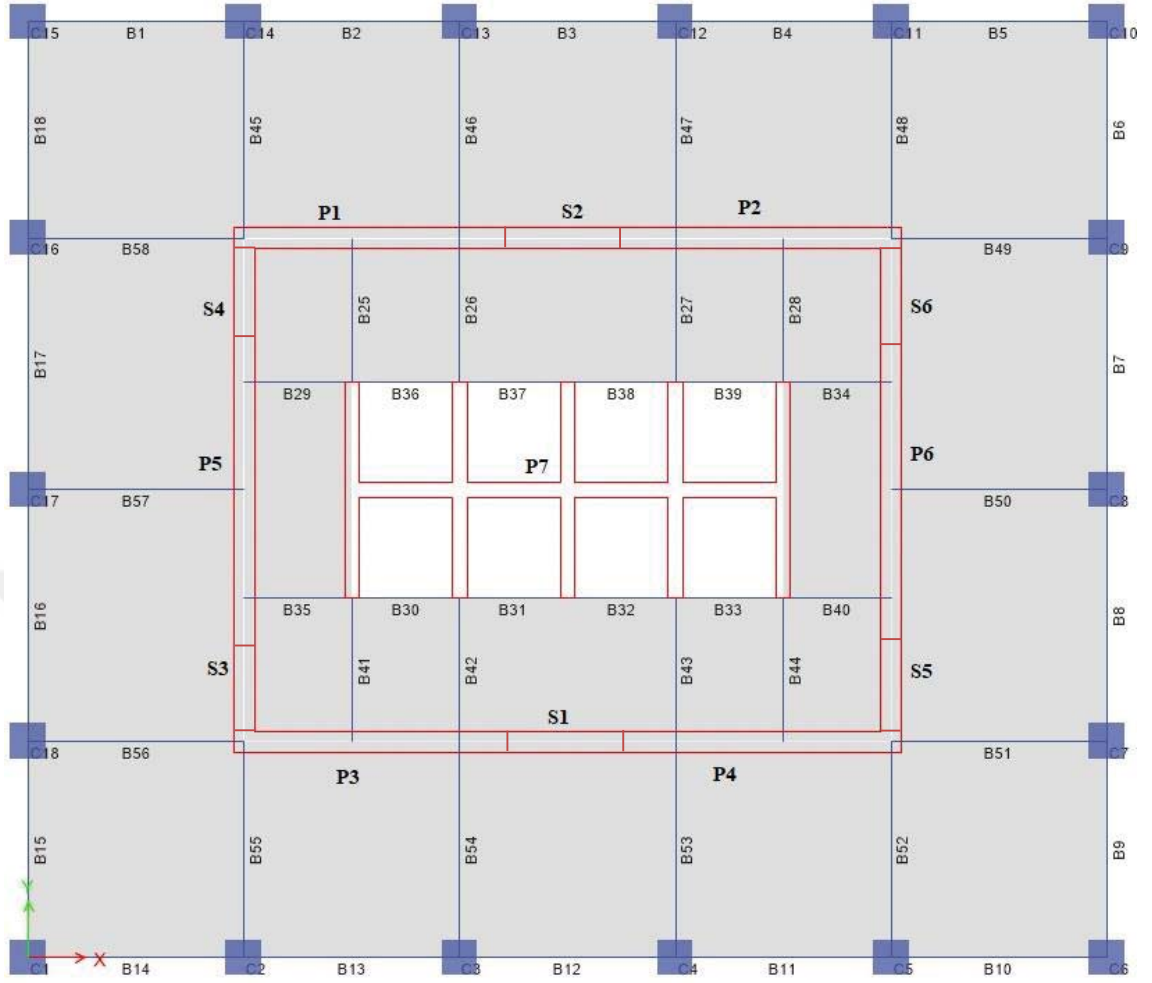 C15 B1 C14 B2 C13 B3 C12 B4 C11 B5 C10
B18 B45 B46 B47 B48 B6
P1 S2 P2
C16 B58 B49 C9
S4 B25 B26 B27 B28 S6
B17 B7
B29 B36 B37 B38 B39 B34
P5 P7 P6
C17 B57 B50 C8
B16 B35 B30 B31 B32 B33 B40 B8
S3 B41 B42 B43 B44 S5
S1
C18 B56 B51 C7
P3 P4
B15 B55 B54 B53 B52 B9
Y
X
C1 B14 C2 B13 C3 B12 C4 B11 C5 B10 C6